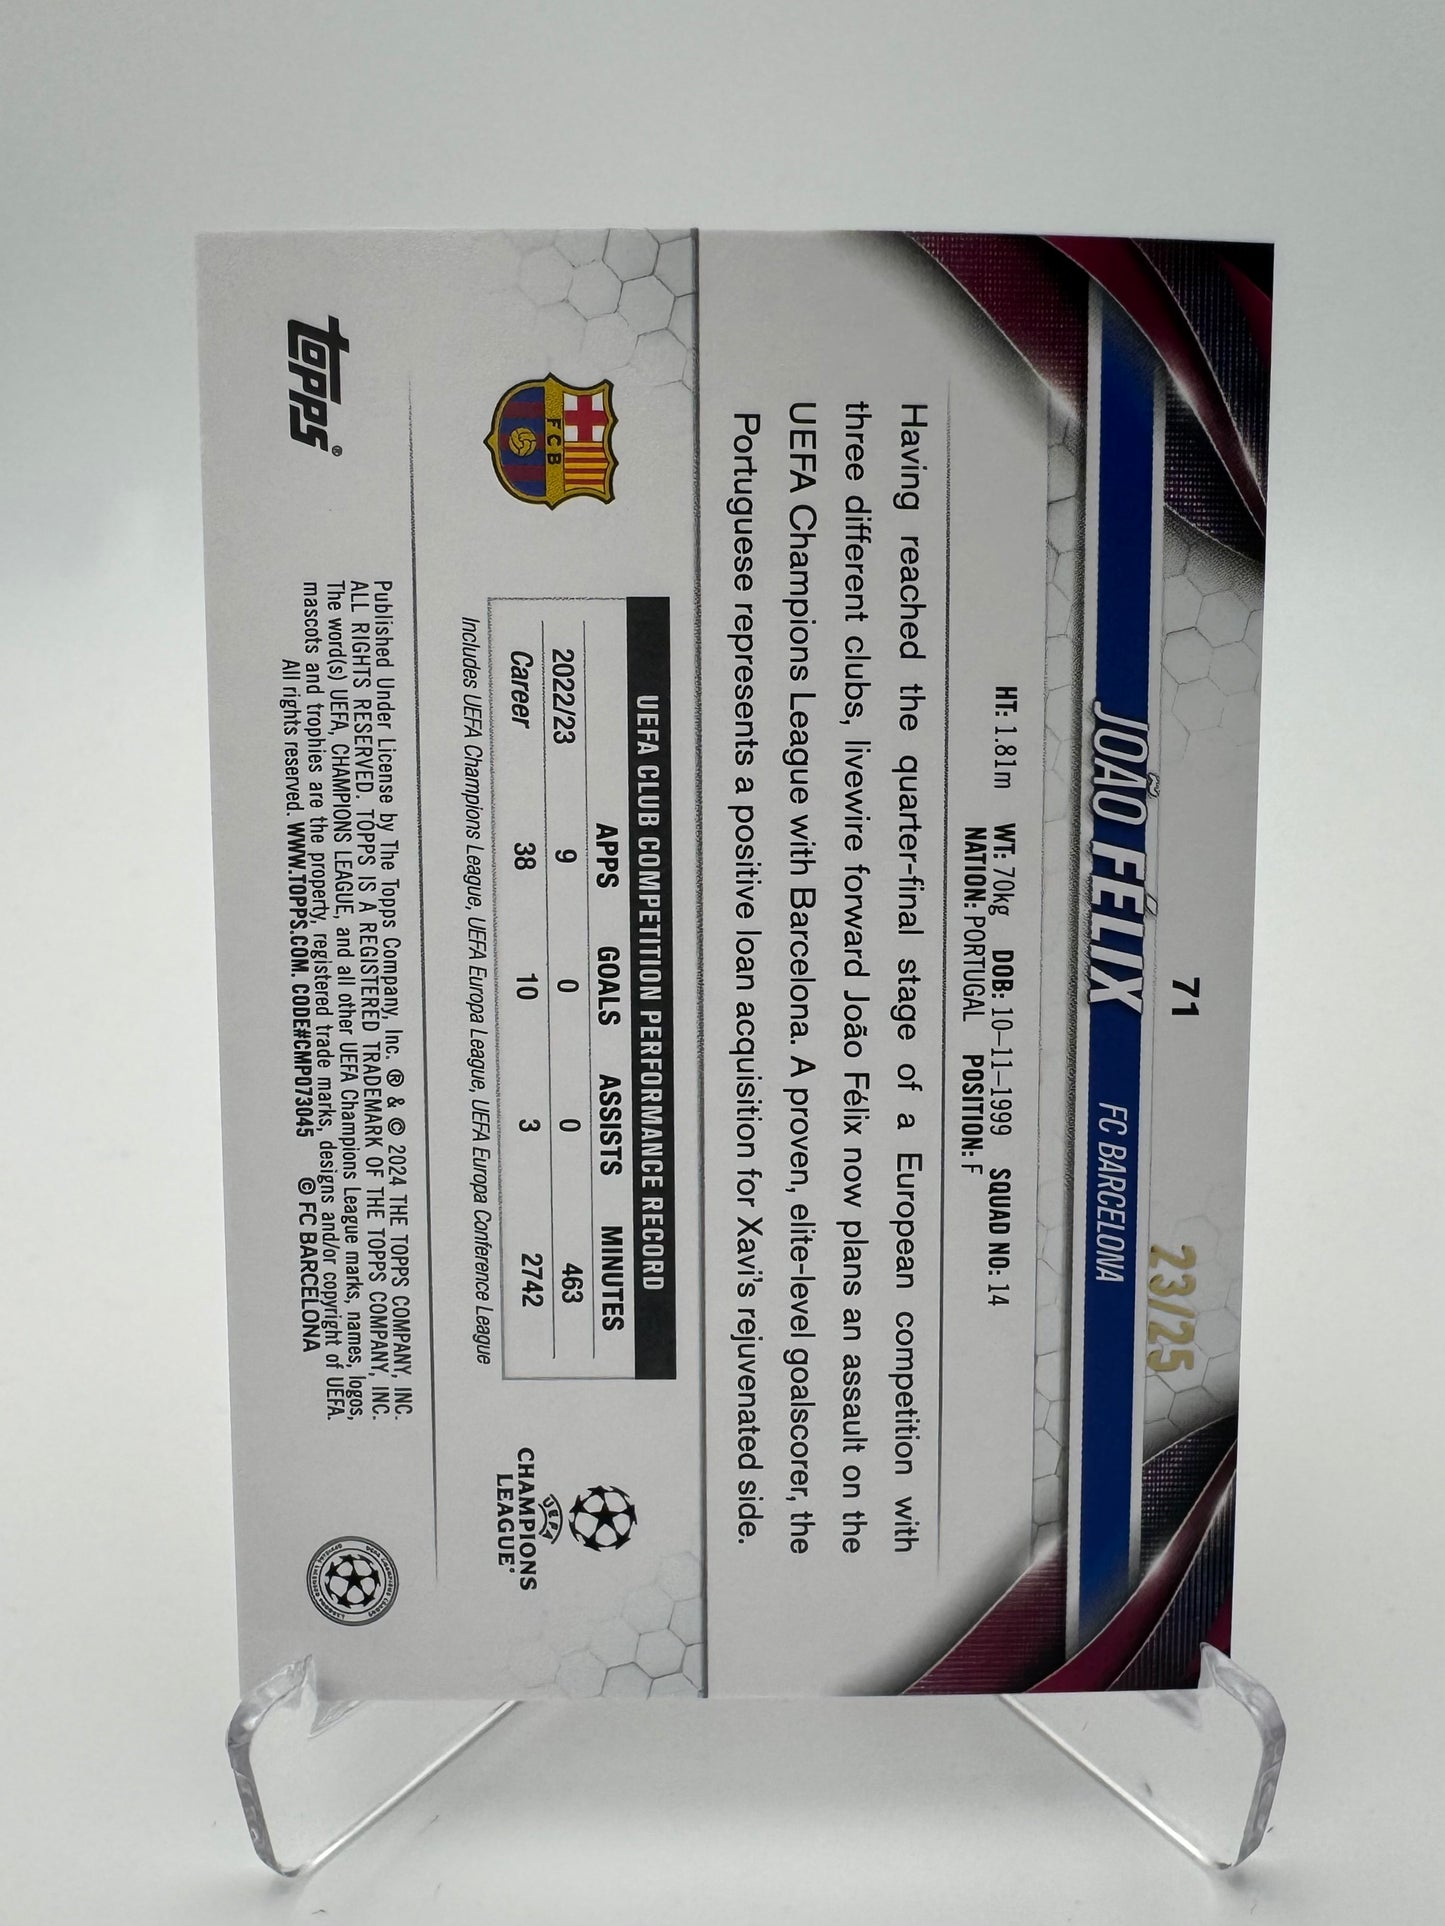 71
23/25
JOÃO FÉLIX FC BARCELONA
HT: 1.81m WT: 70kg DOB: 10–11–1999 SQUAD NO: 14
NATION: PORTUGAL POSITION: F
Having reached the quarter-final stage of a European competition with
three different clubs, livewire forward João Félix now plans an assault on the
UEFA Champions League with Barcelona. A proven, elite-level goalscorer, the
Portuguese represents a positive loan acquisition for Xavi's rejuvenated side.
FCB
UEFA CLUB COMPETITION PERFORMANCE RECORD
APPS GOALS ASSISTS MINUTES
2022/23 9 0 0 463
Career 38 10 3 2742
Includes UEFA Champions League, UEFA Europa League, UEFA Europa Conference League
UEFA
CHAMPIONS
LEAGUE
topps®
Published Under License by The Topps Company, Inc. ® & © 2024 THE TOPPS COMPANY, INC.
ALL RIGHTS RESERVED. TOPPS IS A REGISTERED TRADEMARK OF THE TOPPS COMPANY, INC.
The word(s) UEFA, CHAMPIONS LEAGUE, and all other UEFA Champions League marks, names, logos,
mascots and trophies are the property, registered trade marks, designs and/or copyright of UEFA.
All rights reserved. WWW.TOPPS.COM. CODE#CMP073045 © FC BARCELONA